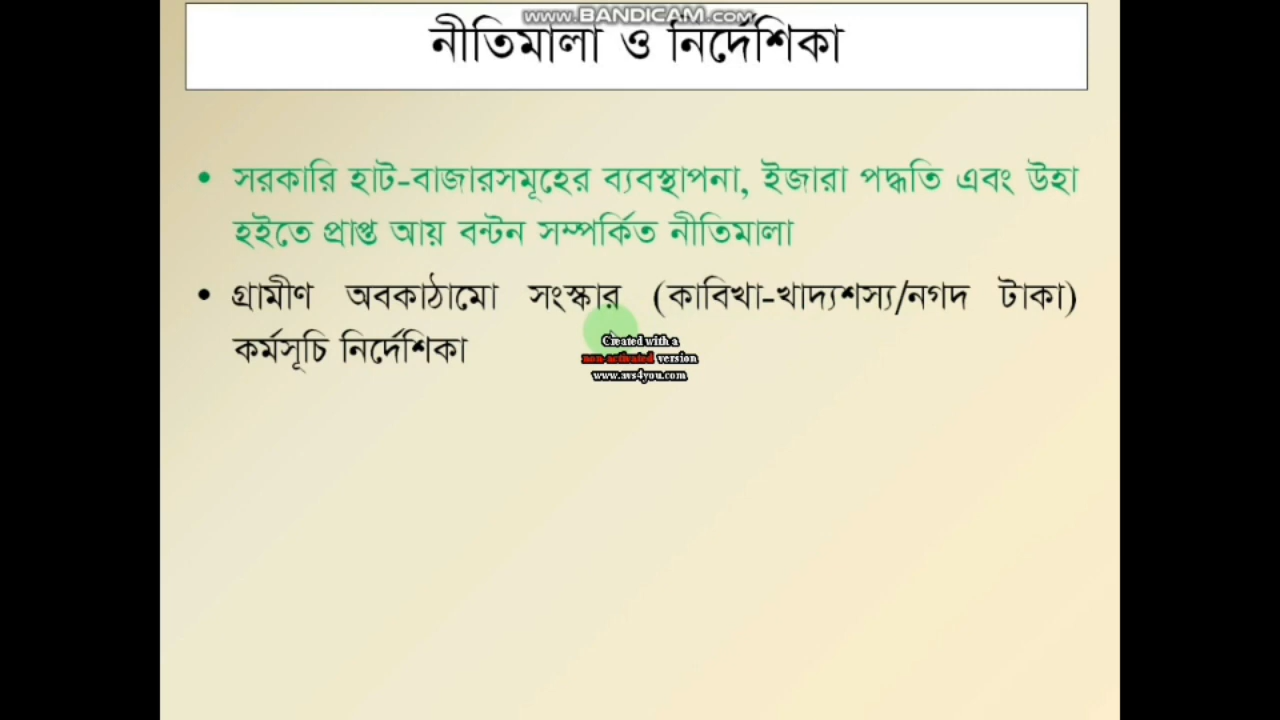 www.BANDICAM.com
নীতিমালা ও নির্দেশিকা
• সরকারি হাট-বাজারসমূহের ব্যবস্থাপনা, ইজারা পদ্ধতি এবং উহা
হইতে প্রাপ্ত আয় বন্টন সম্পর্কিত নীতিমালা
• গ্রামীণ অবকাঠামো সংস্কার (কাবিখা-খাদ্যশস্য/নগদ টাকা)
কর্মসূচি নির্দেশিকা
Created with a
non-activated version
www.avs4you.com